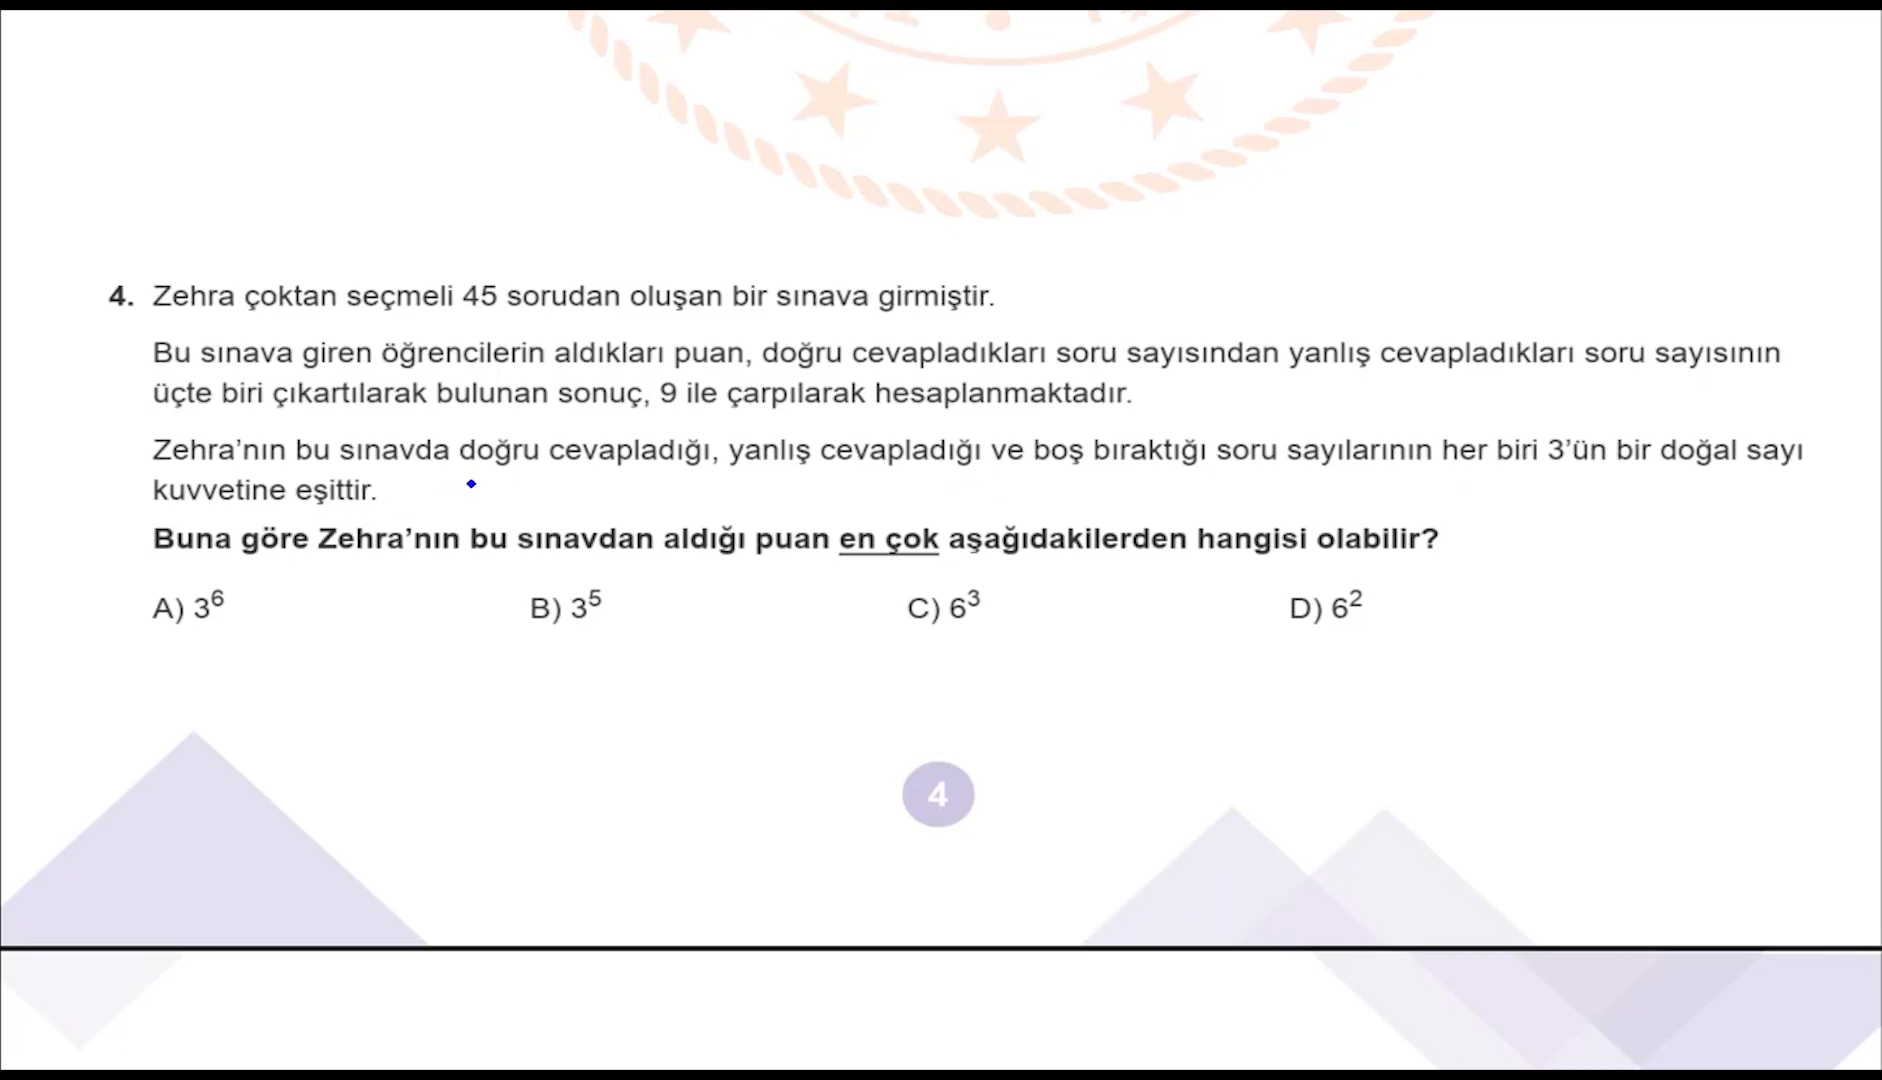 4. Zehra çoktan seçmeli 45 sorudan oluşan bir sınava girmiştir.
Bu sınava giren öğrencilerin aldıkları puan, doğru cevapladıkları soru sayısından yanlış cevapladıkları soru sayısının
üçte biri çıkartılarak bulunan sonuç, 9 ile çarpılarak hesaplanmaktadır.
Zehra’nın bu sınavda doğru cevapladığı, yanlış cevapladığı ve boş bıraktığı soru sayılarının her biri 3’ün bir doğal sayı
kuvvetine eşittir.
Buna göre Zehra’nın bu sınavdan aldığı puan en çok aşağıdakilerden hangisi olabilir?
A) 3⁶ B) 3⁵ C) 6³ D) 6²
4